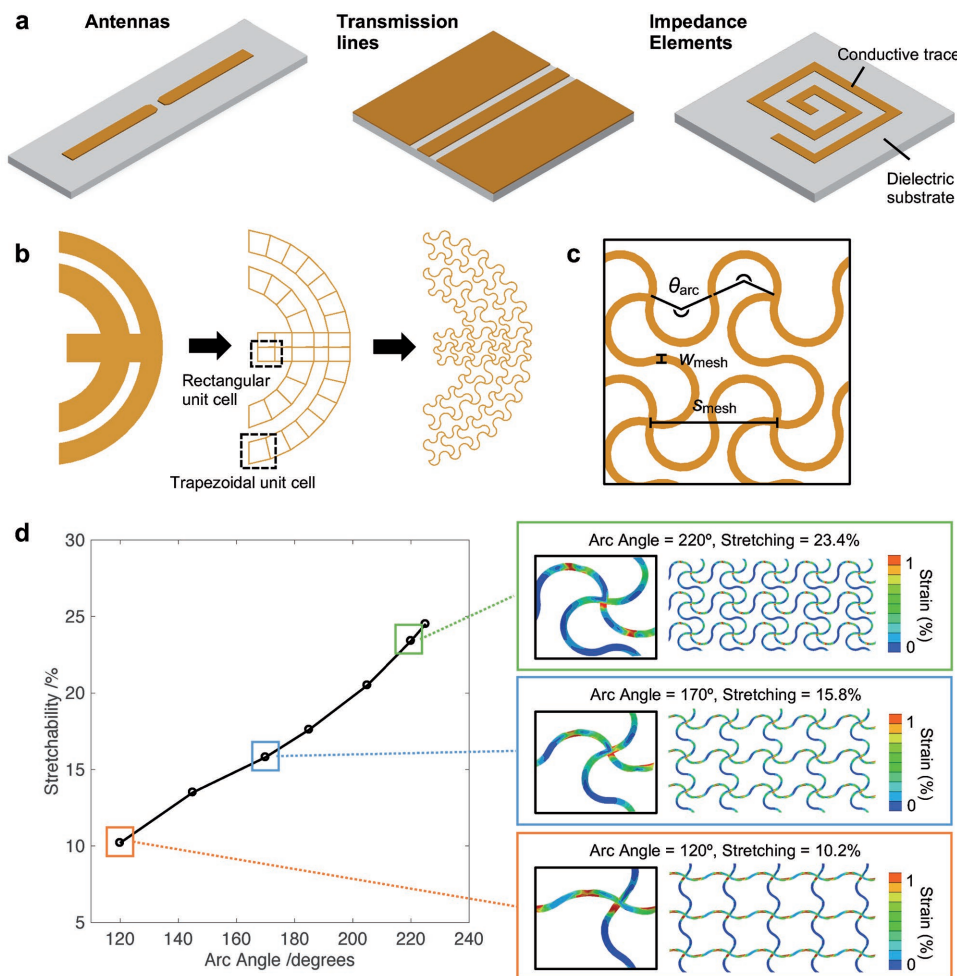 a
Antennas
Transmission
lines
Impedance
Elements
Conductive trace
Dielectric
substrate
b
Rectangular
unit cell
Trapezoidal unit cell
c
θarc
wmesh
smesh
d
30
25
20
15
10
5
Stretchability /%
120
140
160
180
200
220
240
Arc Angle /degrees
Arc Angle = 220º, Stretching = 23.4%
1
0
Strain (%)
Arc Angle = 170º, Stretching = 15.8%
1
0
Strain (%)
Arc Angle = 120º, Stretching = 10.2%
1
0
Strain (%)